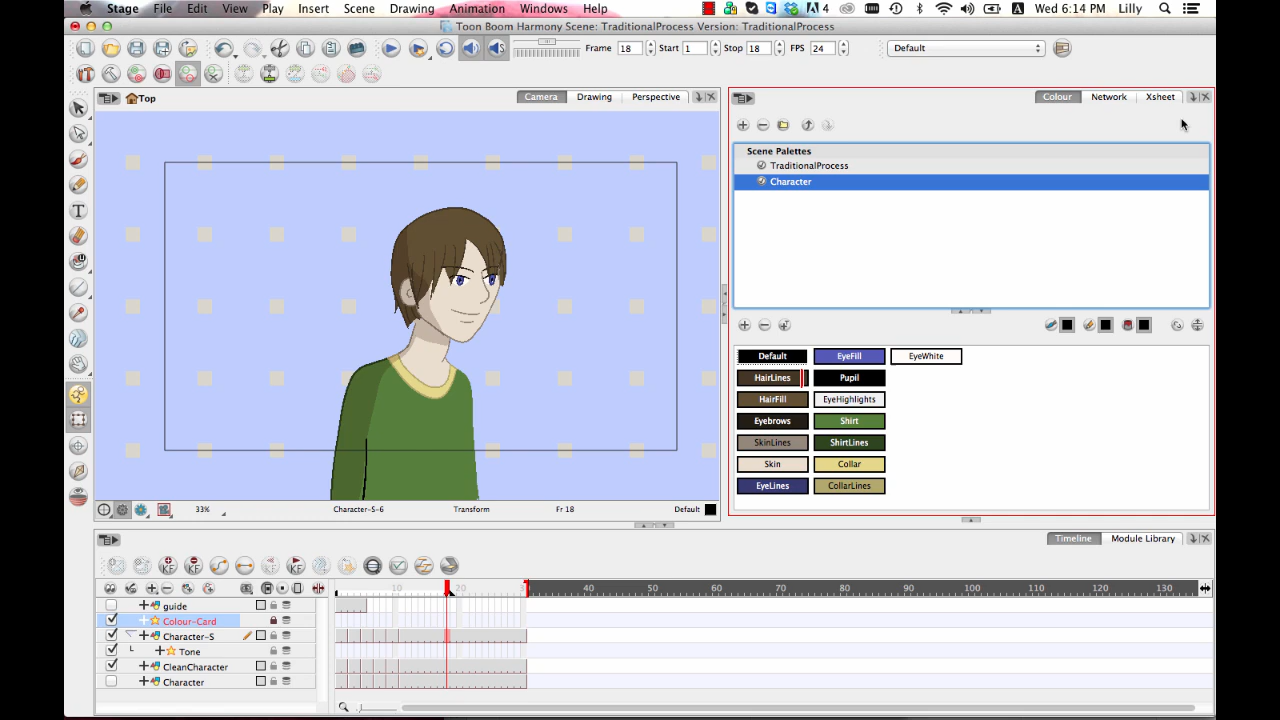 Stage File Edit View Play Insert Scene Drawing Animation Windows Help 4 A Wed 6:14 PM Lilly
Toon Boom Harmony Scene: TraditionalProcess Version: TraditionalProcess
Frame 18 Start 1 Stop 18 FPS 24 Default
Top Camera Drawing Perspective
Colour Network Xsheet
Scene Palettes
TraditionalProcess
Character
Default EyeFill EyeWhite
HairLines Pupil
HairFill EyeHighlights
Eyebrows Shirt
SkinLines ShirtLines
Skin Collar
EyeLines CollarLines
33% Character-S-6 Transform Fr 18 Default
Timeline Module Library
10 20 40 50 60 70 80 90 100 110 120 130
guide
Colour-Card
Character-S
Tone
CleanCharacter
Character